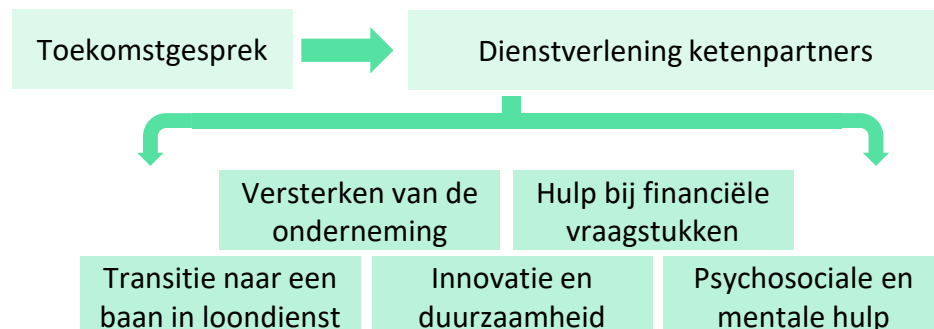 Toekomstgesprek
Dienstverlening ketenpartners
Versterken van de
onderneming
Hulp bij financiële
vraagstukken
Transitie naar een
baan in loondienst
Innovatie en
duurzaamheid
Psychosociale en
mentale hulp